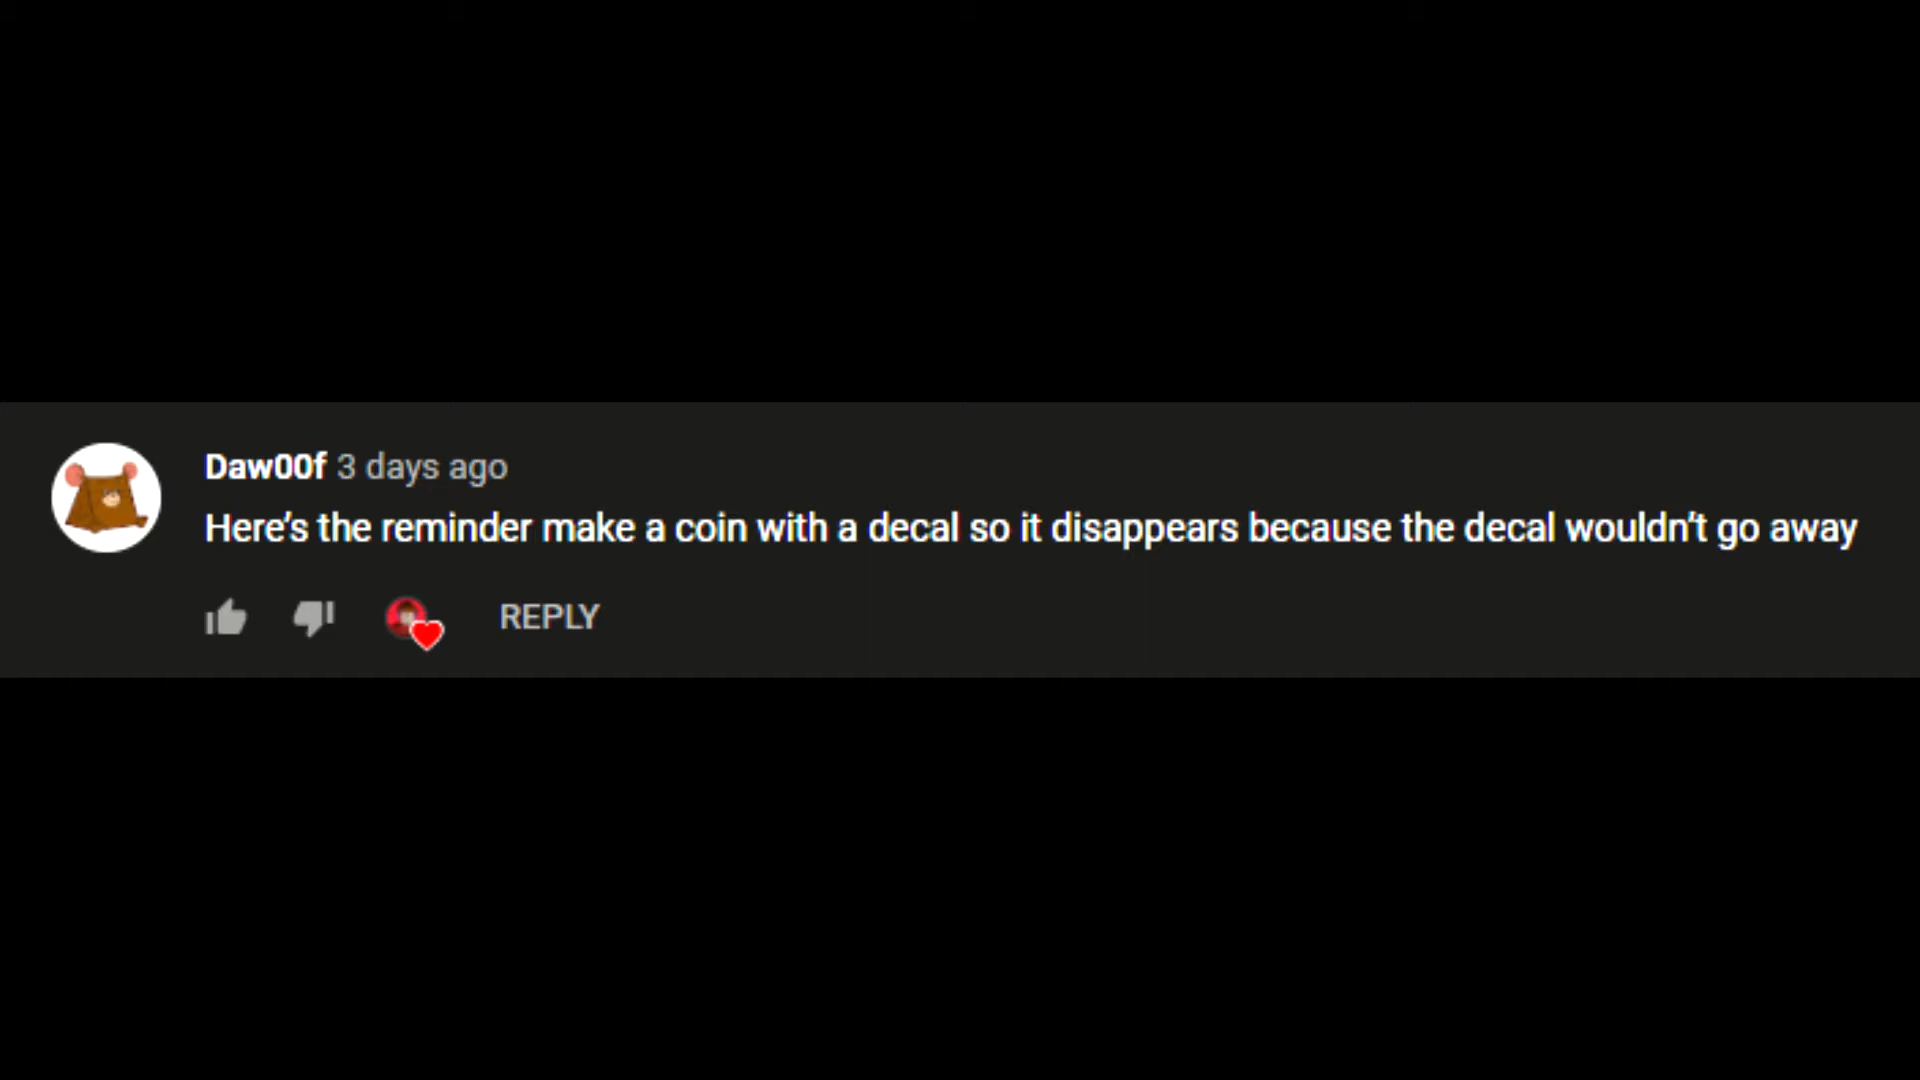 Daw00f 3 days ago
Here's the reminder make a coin with a decal so it disappears because the decal wouldn't go away
REPLY